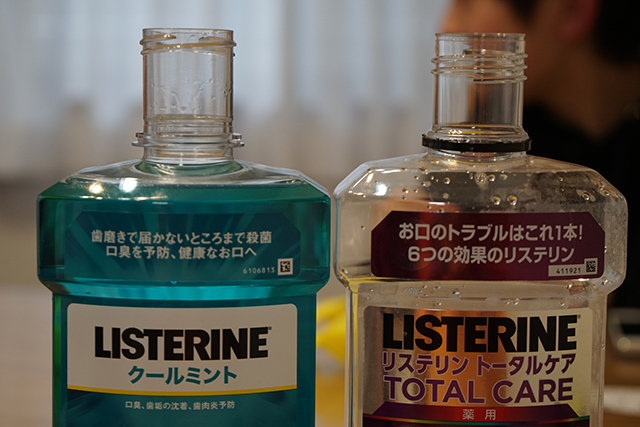 歯磨きで届かないところまで殺菌
口臭を予防、健康なお口へ
6106813
LISTERINE®
クールミント
口臭、歯垢の沈着、歯肉炎予防
お口のトラブルはこれ1本!
6つの効果のリステリン
411921
LISTERINE®
リステリン トータルケア
TOTAL CARE
薬用